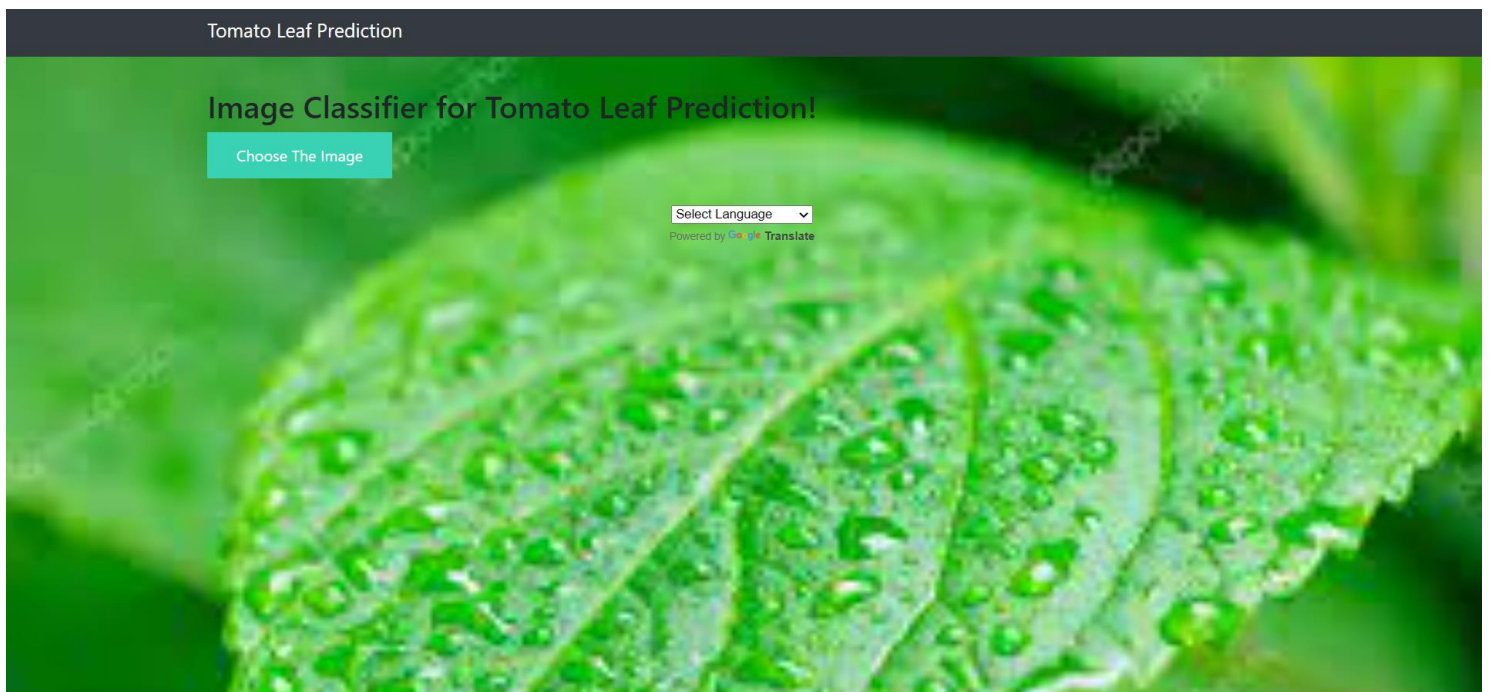 Tomato Leaf Prediction
Image Classifier for Tomato Leaf Prediction!
Choose The Image
Select Language
Powered by Google Translate